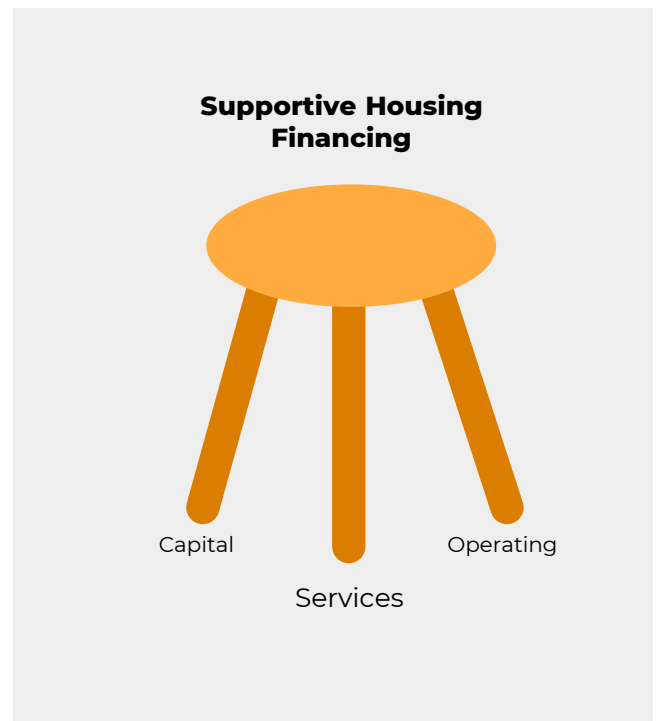 Supportive Housing
Financing
Capital
Operating
Services